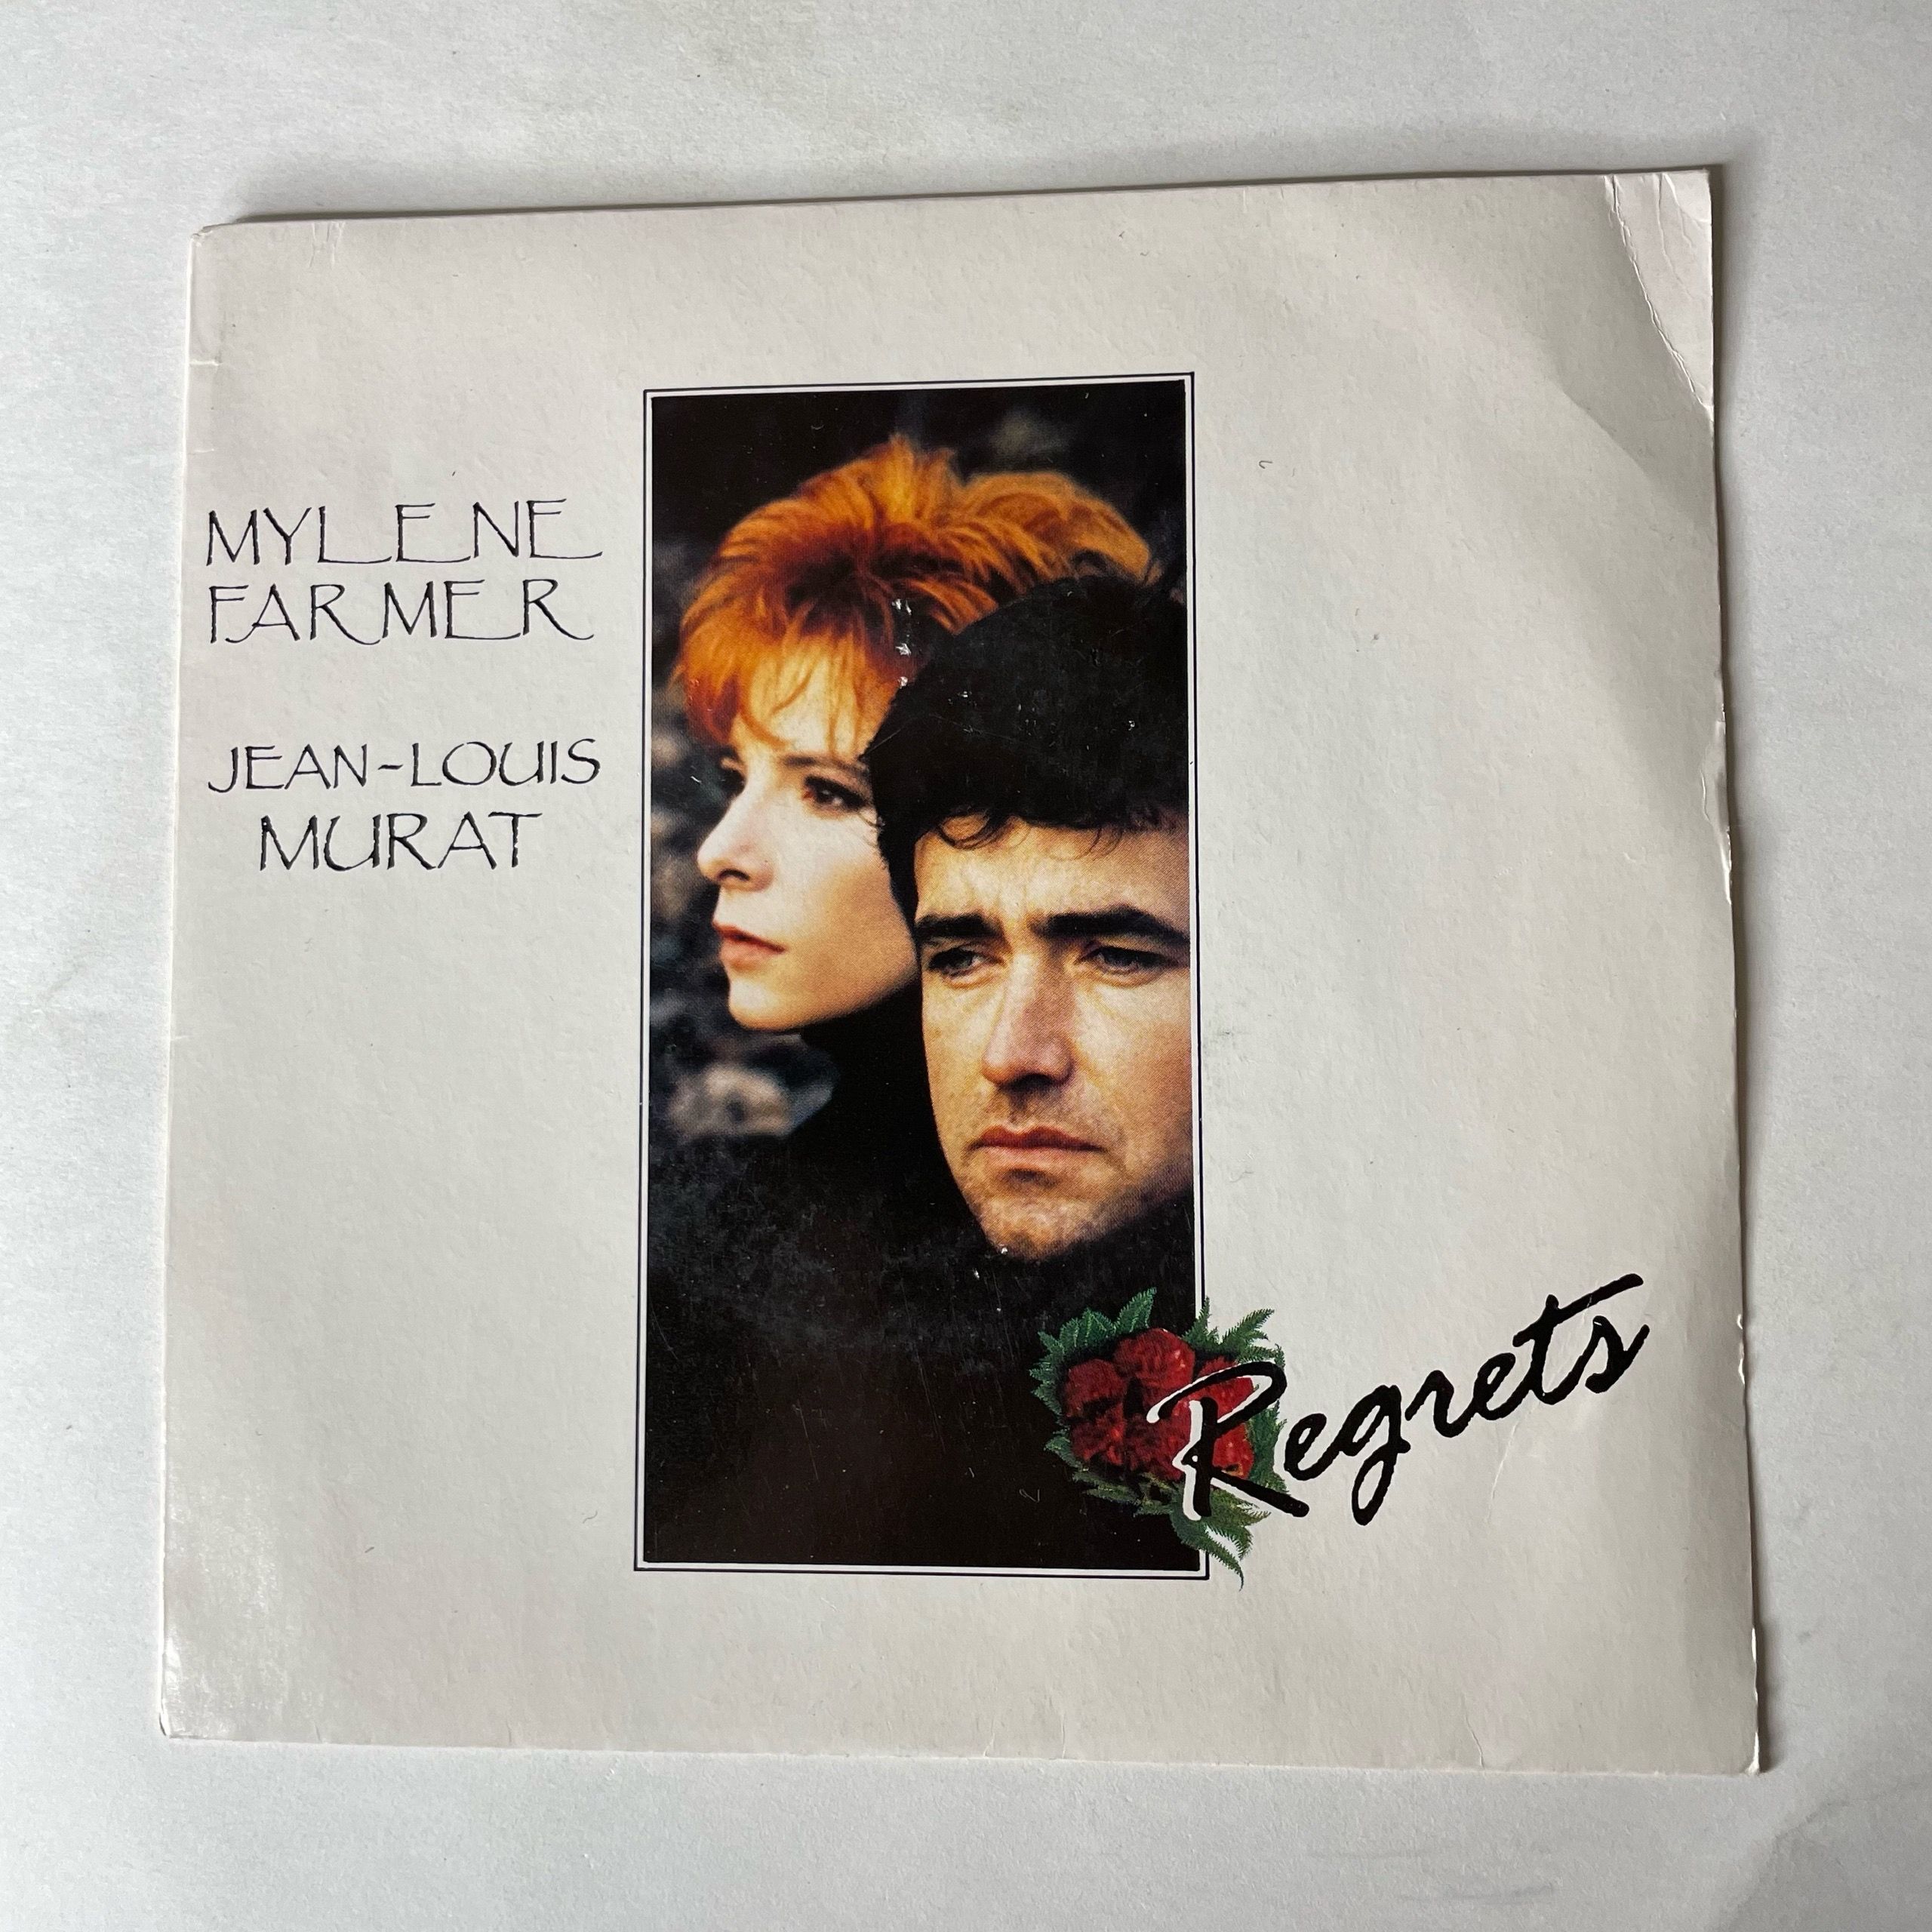 MYLENE
FARMER
JEAN-LOUIS
MURAT
Regrets